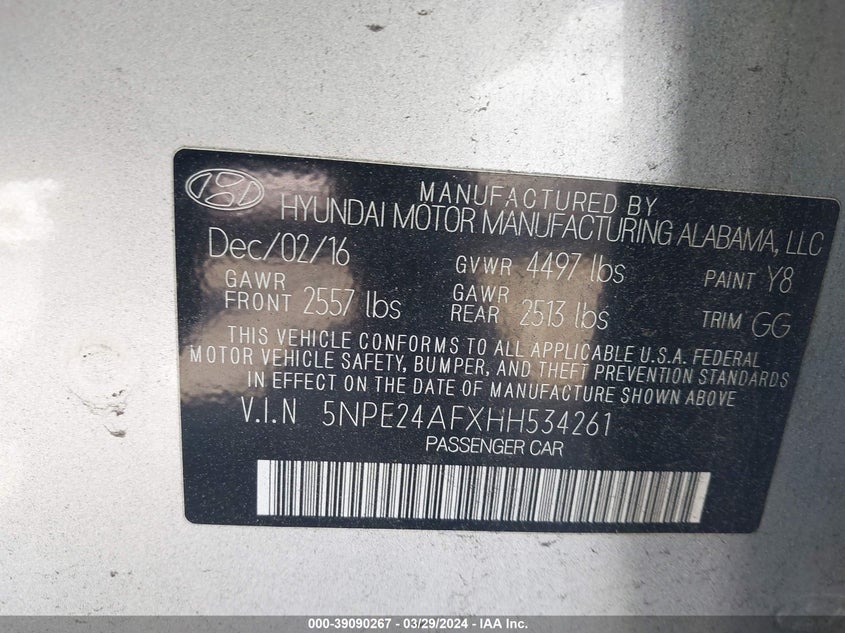 MANUFACTURED BY
HYUNDAI MOTOR MANUFACTURING ALABAMA, LLC
Dec/02/16 GVWR 4497 lbs PAINT Y8
GAWR FRONT 2557 lbs GAWR REAR 2513 lbs TRIM GG
THIS VEHICLE CONFORMS TO ALL APPLICABLE U.S.A. FEDERAL
MOTOR VEHICLE SAFETY, BUMPER, AND THEFT PREVENTION STANDARDS
IN EFFECT ON THE DATE OF MANUFACTURE SHOWN ABOVE
V.I.N 5NPE24AFXHH534261
PASSENGER CAR
000-39090267 - 03/29/2024 - IAA Inc.